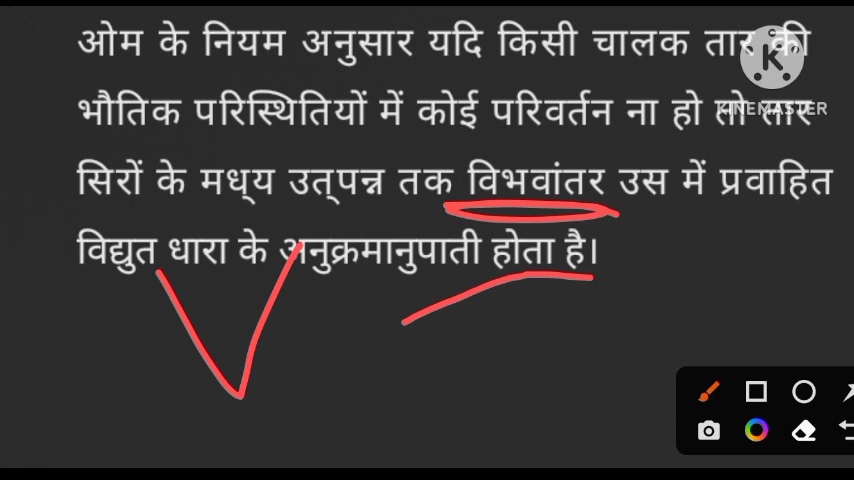 ओम के नियम अनुसार यदि किसी चालक तार की
भौतिक परिस्थितियों में कोई परिवर्तन ना हो तो तार
सिरों के मध्य उत्पन्न तक विभवांतर उस में प्रवाहित
विद्युत धारा के अनुक्रमानुपाती होता है।
KINEMASTER